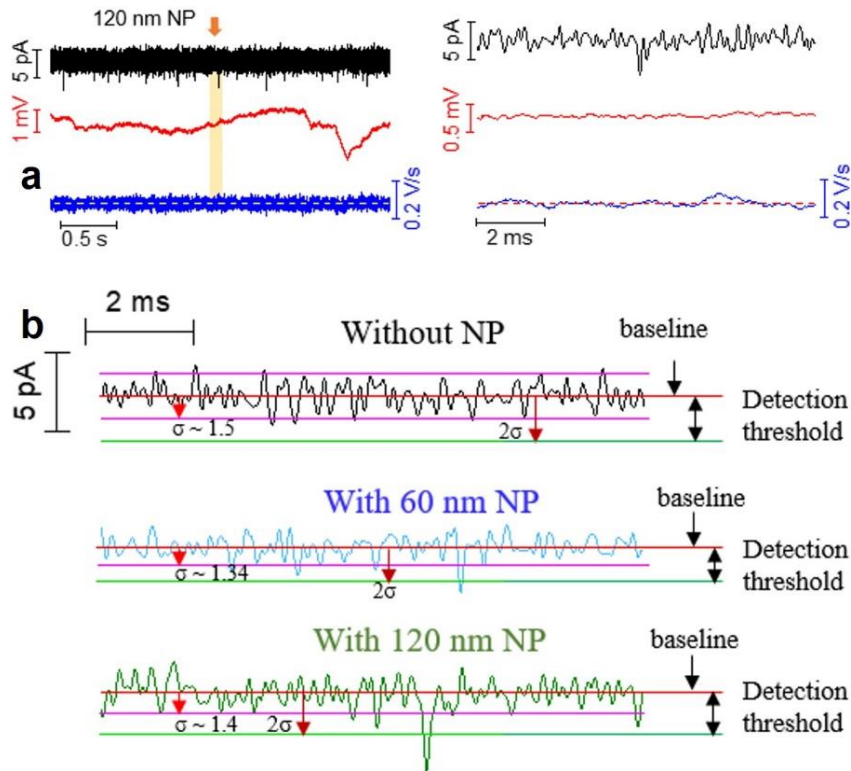 120 nm NP
5 pA
1 mV
a
0.2 V/s
0.5 s
5 pA
0.5 mV
0.2 V/s
2 ms
b
2 ms
5 pA
Without NP
baseline
Detection
threshold
σ ~ 1.5
2σ
With 60 nm NP
baseline
Detection
threshold
σ ~ 1.34
2σ
With 120 nm NP
baseline
Detection
threshold
σ ~ 1.4
2σ